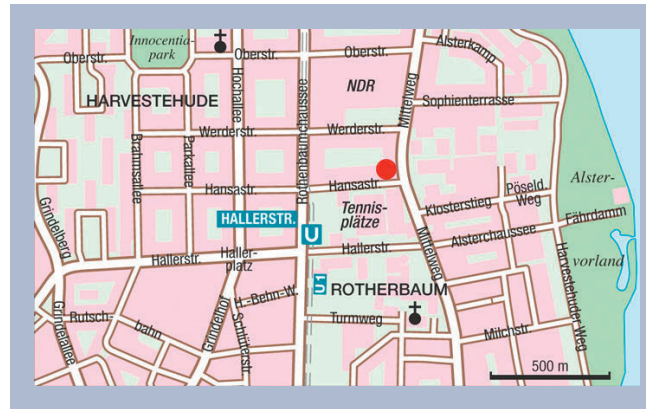 Innocentia-
park
Oberstr.
Oberstr.
Oberstr.
Alsterkamp
NDR
Mittelweg
HARVESTEHUDE
Hochallee
Rothenbaumchaussee
Sophienterrasse
Werderstr.
Werderstr.
Brahmsallee
Parkallee
Hansastr.
Hansastr.
Grindelberg
Klosterstieg
Pöseld.
Weg
Alster-
HALLERSTR.
Tennis-
plätze
Fährdamm
U
Hallerstr.
Haller-
platz
Hallerstr.
Alsterchaussee
Mittelweg
vorland
U1
ROTHERBAUM
H.-Behn-W.
Harvestehuder Weg
Grindelallee
Rutsch-
bahn
Grindelhof
Schlüterstr.
Turmweg
Milchstr.
500 m